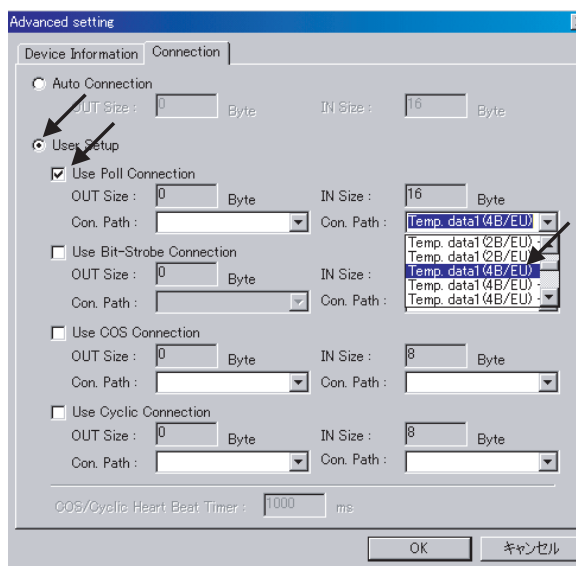 Advanced setting
Device Information Connection
Auto Connection
OUT Size : 0 Byte IN Size : 16 Byte
User Setup
Use Poll Connection
OUT Size : 0 Byte IN Size : 16 Byte
Con. Path : Con. Path : Temp. data1(4B/EU)
Temp. data1(2B/EU) -
Temp. data1(2B/EU)
Use Bit-Strobe Connection
OUT Size : 0 Byte IN Size : Temp. data1(4B/EU)
Temp. data1(4B/EU) -
Con. Path : Con. Path : Temp. data1(4B/EU) -
Use COS Connection
OUT Size : 0 Byte IN Size : 8 Byte
Con. Path : Con. Path :
Use Cyclic Connection
OUT Size : 0 Byte IN Size : 8 Byte
Con. Path : Con. Path :
COS/Cyclic Heart Beat Timer : 1000 ms
OK キャンセル